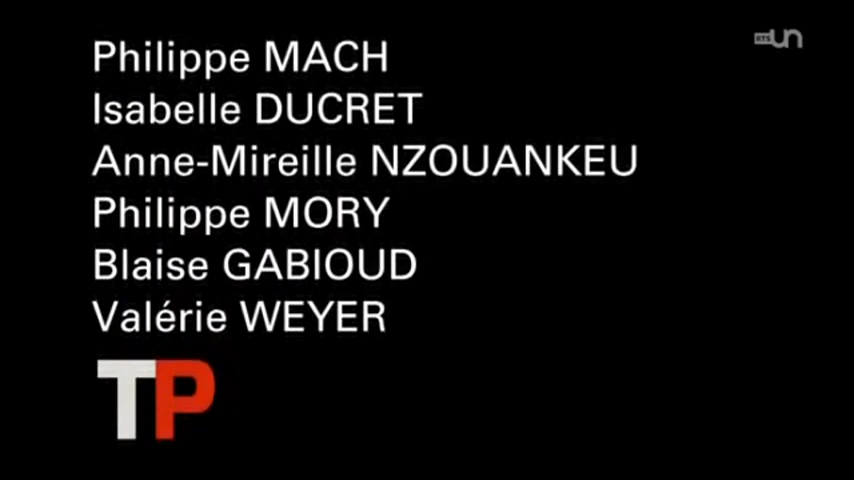 Philippe MACH
RTS un
Isabelle DUCRET
Anne-Mireille NZOUANKEU
Philippe MORY
Blaise GABIOUD
Valérie WEYER
TP